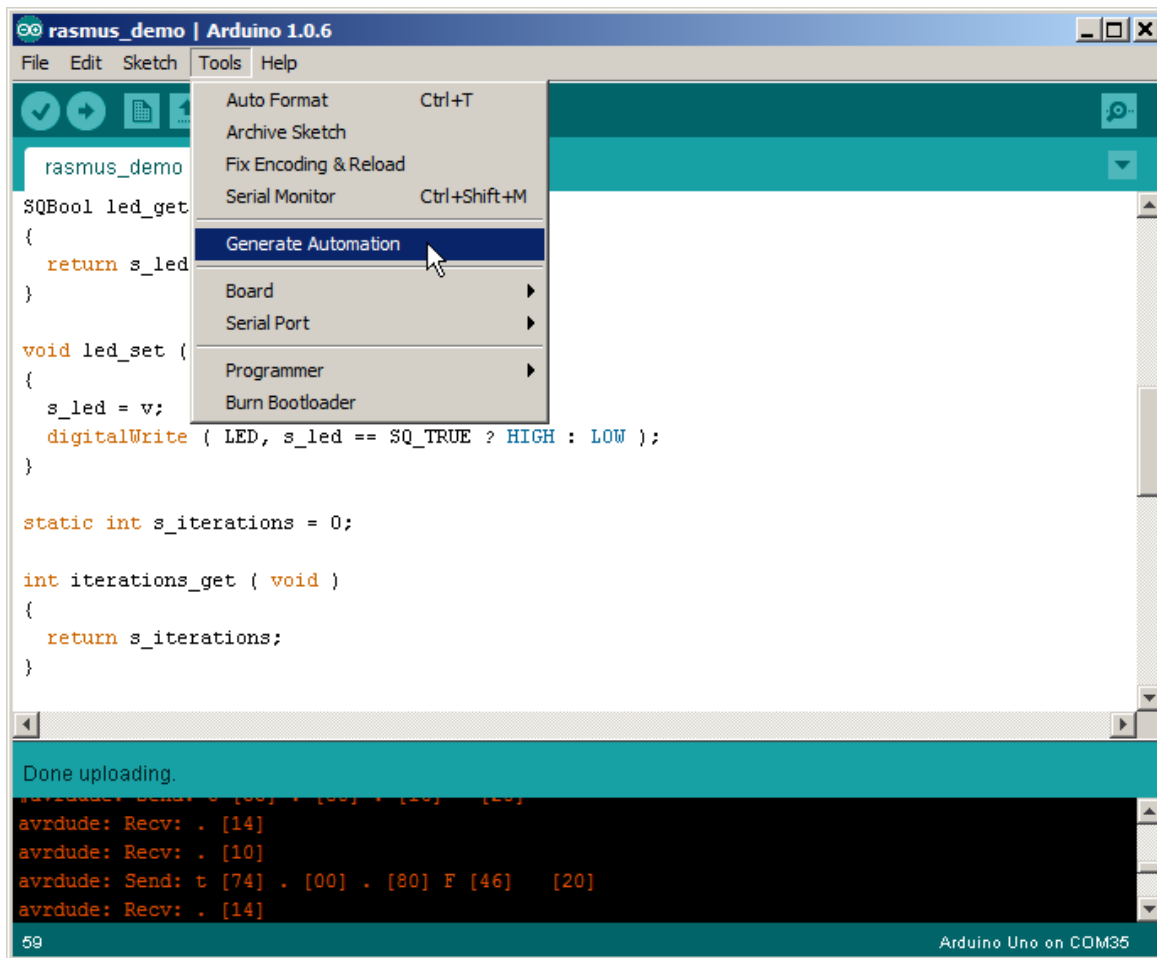 rasmus_demo | Arduino 1.0.6
File Edit Sketch Tools Help
Auto Format Ctrl+T
Archive Sketch
Fix Encoding & Reload
Serial Monitor Ctrl+Shift+M
Generate Automation
Board
Serial Port
Programmer
Burn Bootloader
rasmus_demo
SQBool led_get
{
return s_led
}
void led_set (
{
s_led = v;
digitalWrite ( LED, s_led == SQ_TRUE ? HIGH : LOW );
}
static int s_iterations = 0;
int iterations_get ( void )
{
return s_iterations;
}
Done uploading.
avrdude: Recv: . [14]
avrdude: Recv: . [10]
avrdude: Send: t [74] . [00] . [80] F [46] [20]
avrdude: Recv: . [14]
59 Arduino Uno on COM35